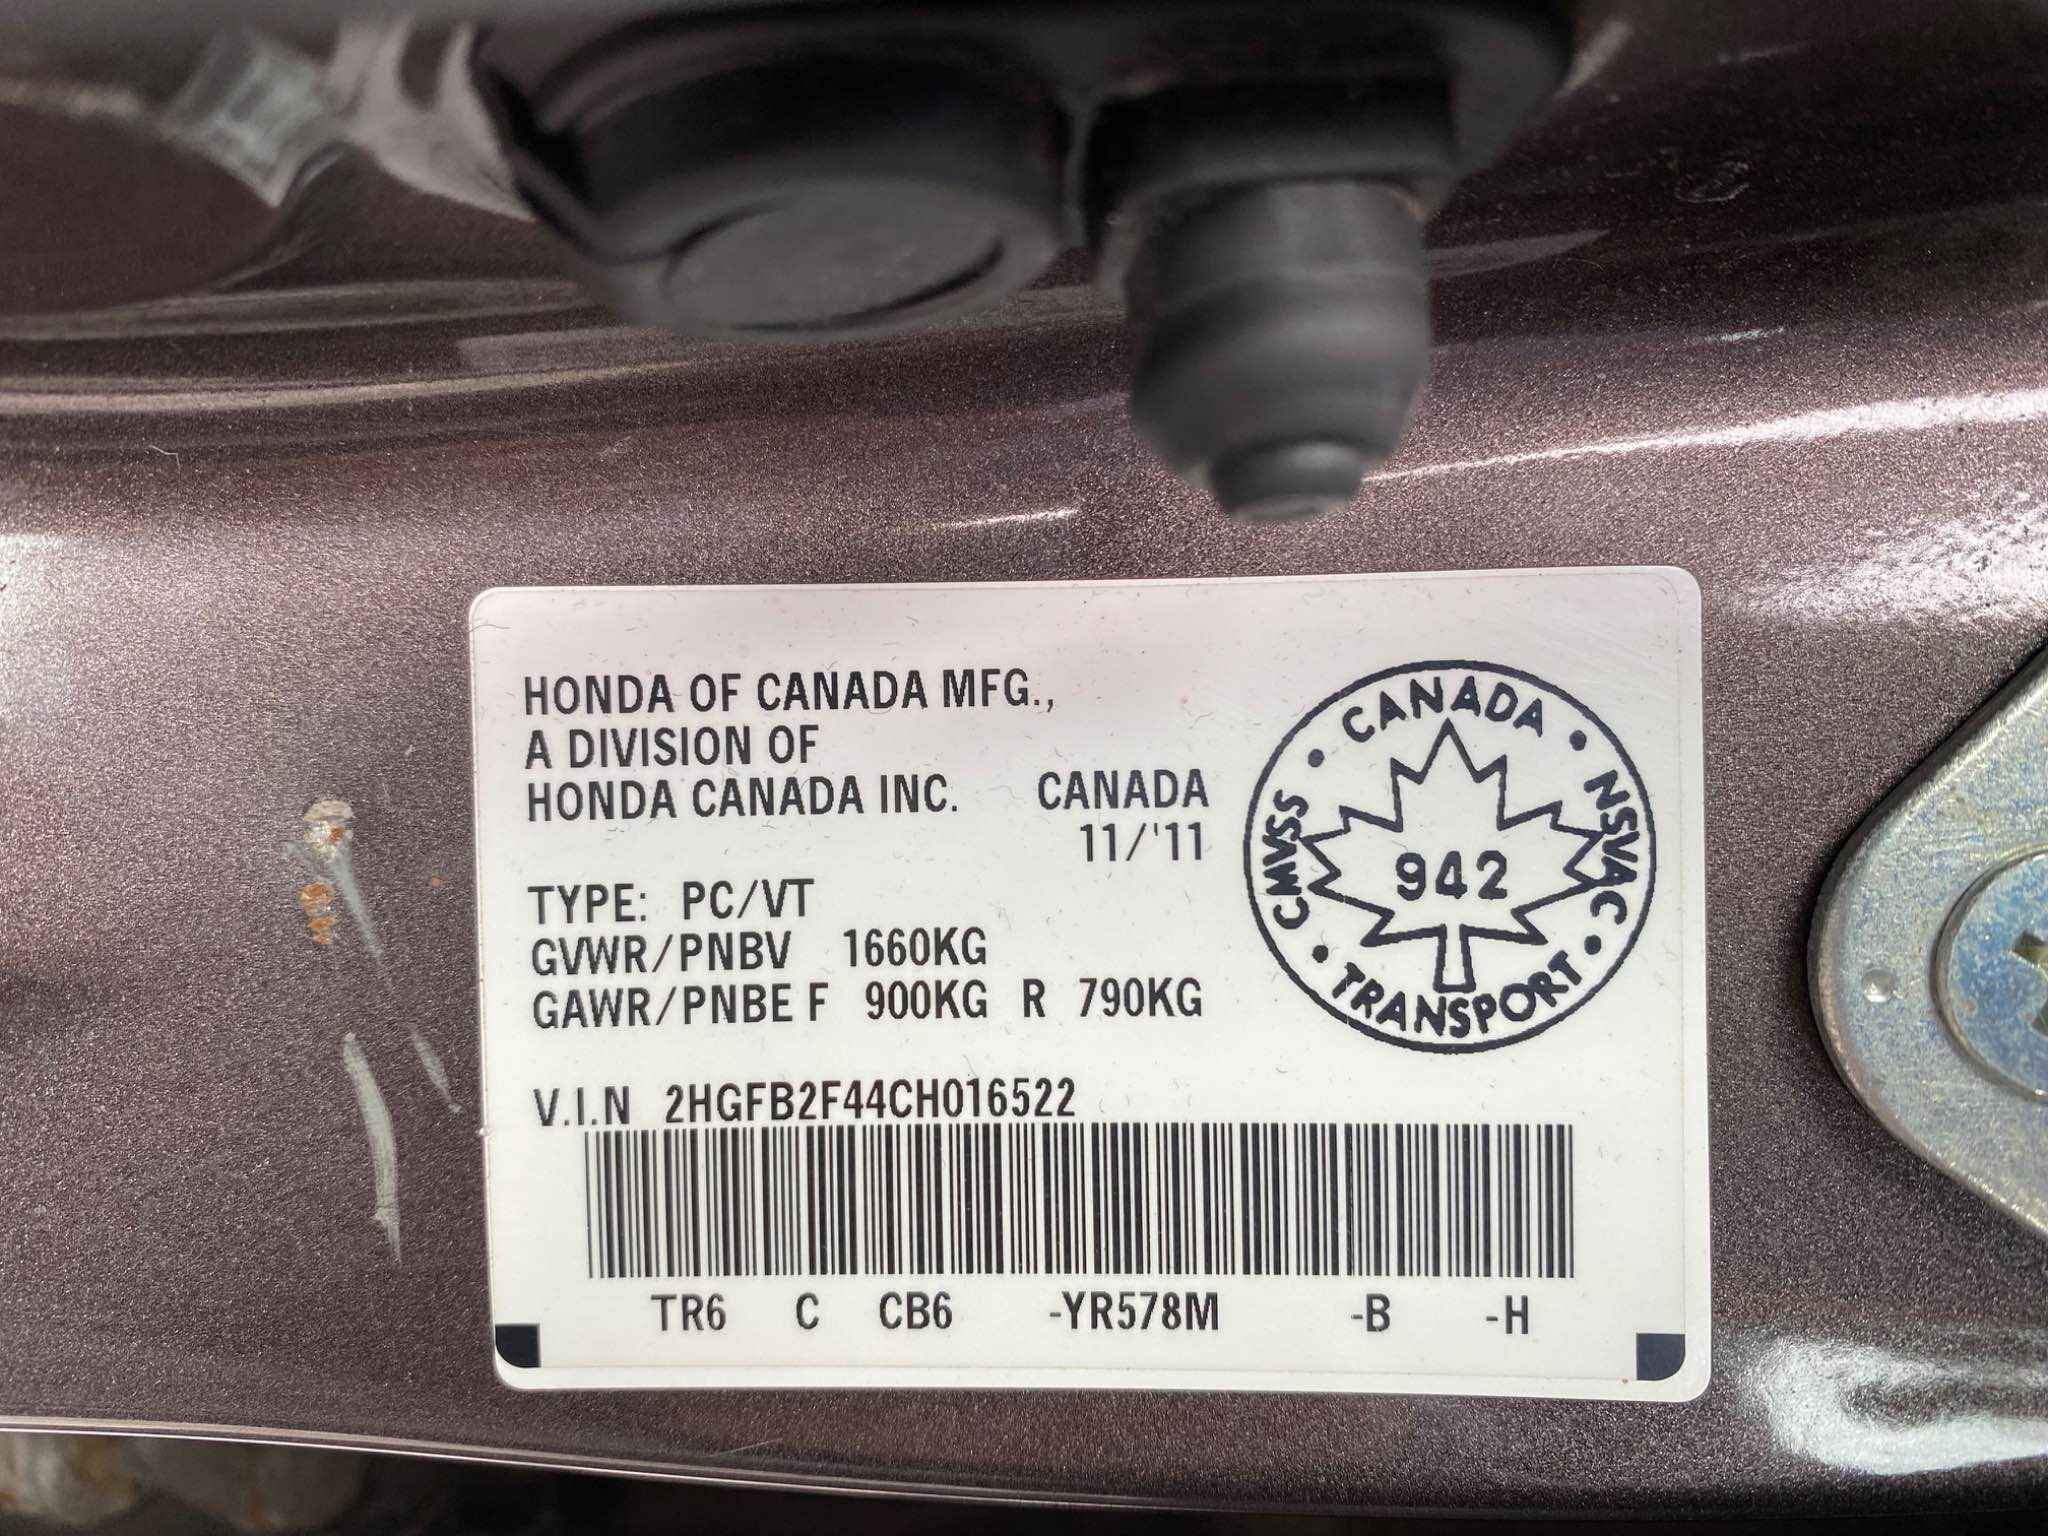 HONDA OF CANADA MFG.,
A DIVISION OF
HONDA CANADA INC. CANADA
11/'11
TYPE: PC/VT
GVWR/PNBV 1660KG
GAWR/PNBE F 900KG R 790KG
CANADA • NSVAC • TRANSPORT • CMVSS •
942
V.I.N 2HGFB2F44CH016522
TR6 C CB6 -YR578M -B -H